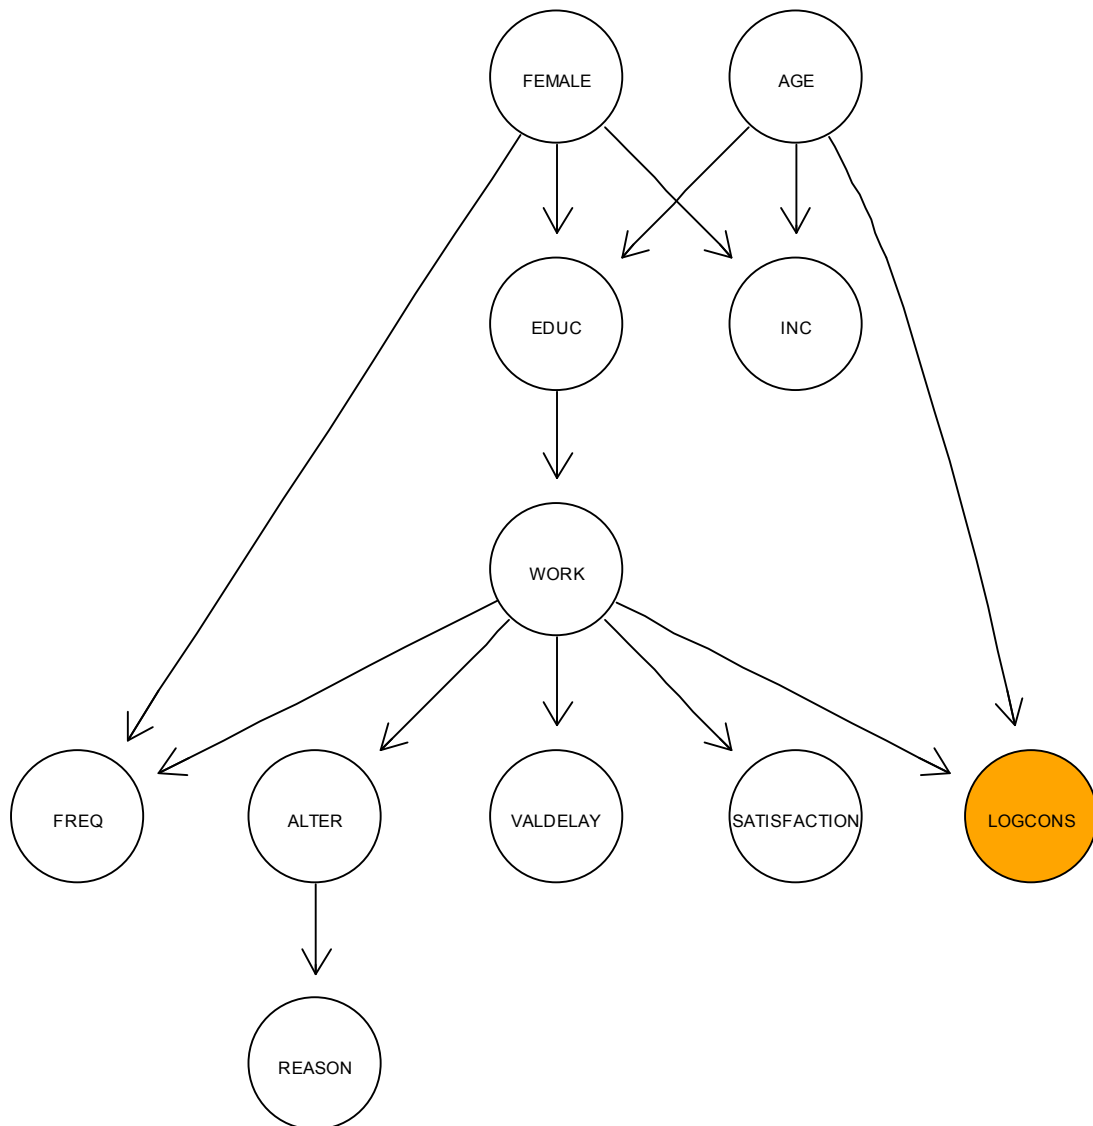 FEMALE
AGE
EDUC
INC
WORK
FREQ
ALTER
VALDELAY
SATISFACTION
LOGCONS
REASON